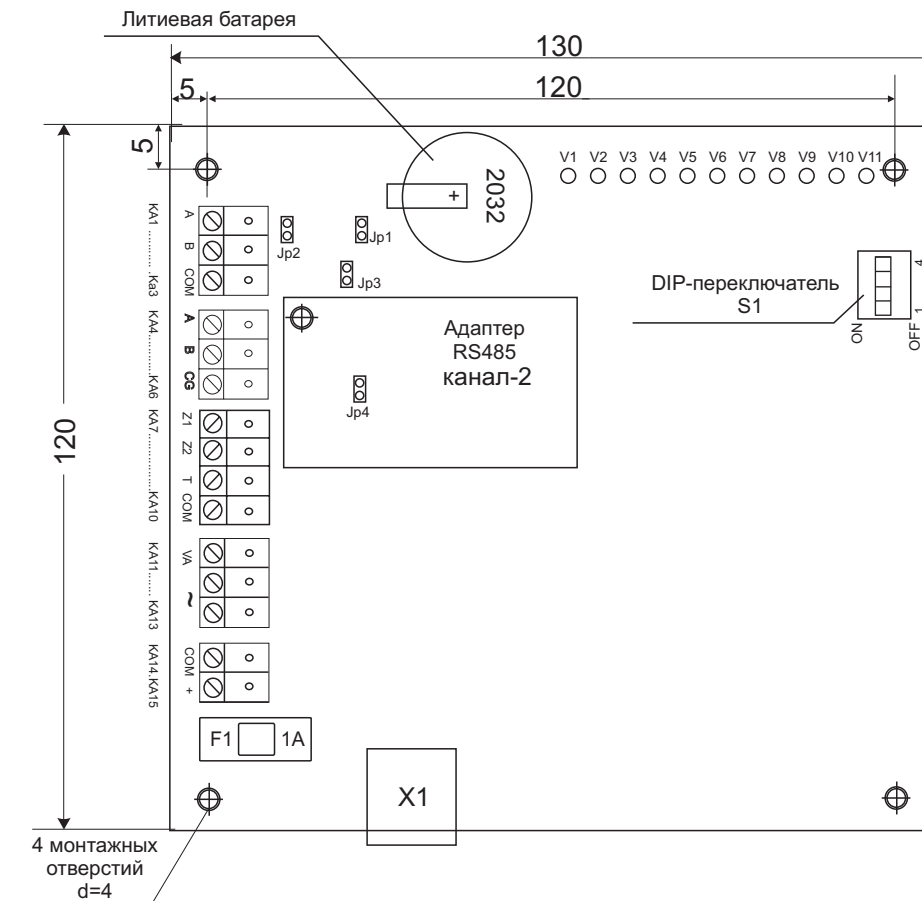 Литиевая батарея
130
120
5
5
V1 V2 V3 V4 V5 V6 V7 V8 V9 V10 V11
+
2032
KA1 ......... .Ka3
A
B
COM
Jp2
Jp1
Jp3
DIP-переключатель
S1
4
1
ON
OFF
KA4..........KA6
A
B
CG
Адаптер
RS485
канал-2
Jp4
120
KA7..................KA10
Z1
Z2
T
COM
KA11....... KA13
VA
~
KA14.KA15
COM
+
F1
1A
X1
4 монтажных
отверстий
d=4